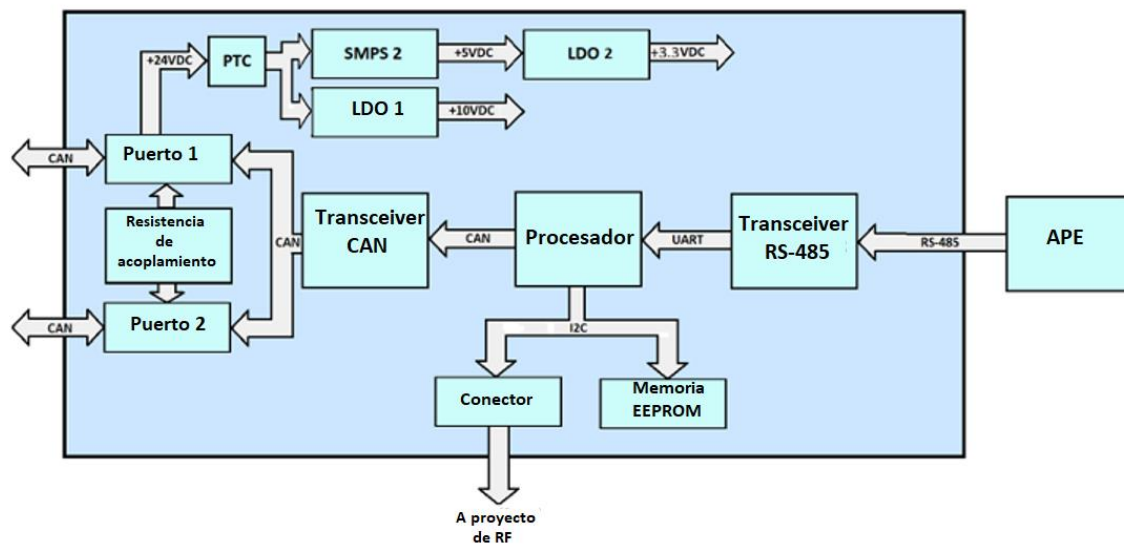 +24VDC
PTC
SMPS 2
+5VDC
LDO 2
+3.3VDC
LDO 1
+10VDC
CAN
Puerto 1
Resistencia
de
acoplamiento
CAN
Transceiver
CAN
CAN
Procesador
UART
Transceiver
RS-485
RS-485
APE
CAN
Puerto 2
I2C
Conector
Memoria
EEPROM
A proyecto
de RF